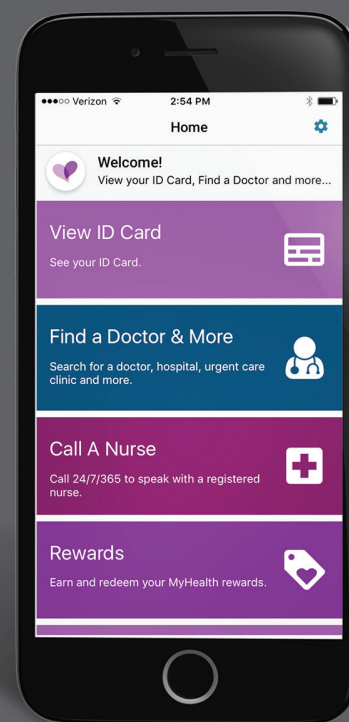 Verizon 2:54 PM
Home
Welcome!
View your ID Card, Find a Doctor and more...
View ID Card
See your ID Card.
Find a Doctor & More
Search for a doctor, hospital, urgent care
clinic and more.
Call A Nurse
Call 24/7/365 to speak with a registered
nurse.
Rewards
Earn and redeem your MyHealth rewards.